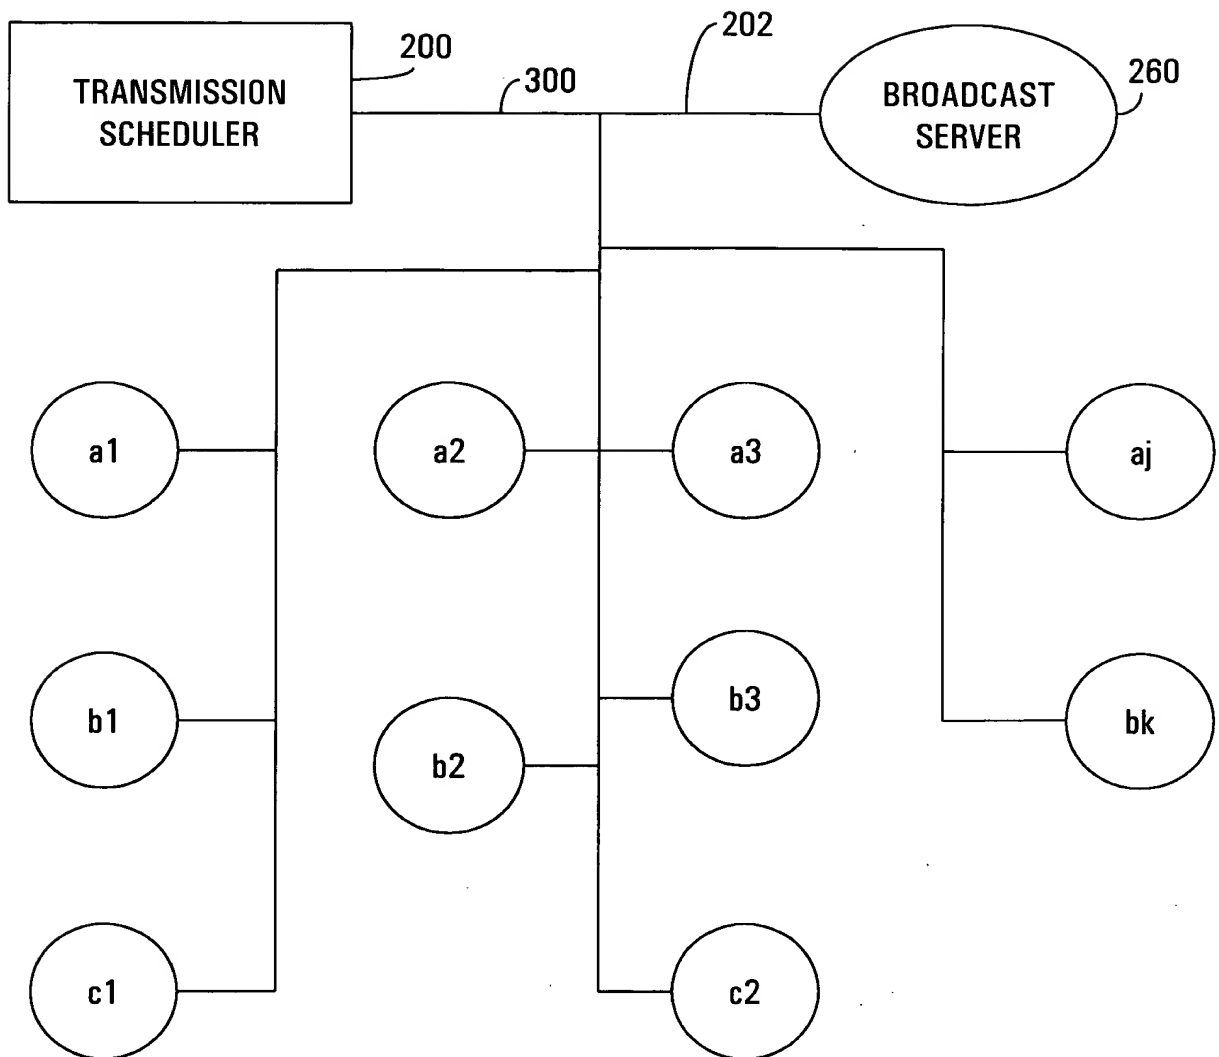 TRANSMISSION
SCHEDULER
200
300
202
BROADCAST
SERVER
260
a1
a2
a3
aj
b1
b2
b3
bk
c1
c2